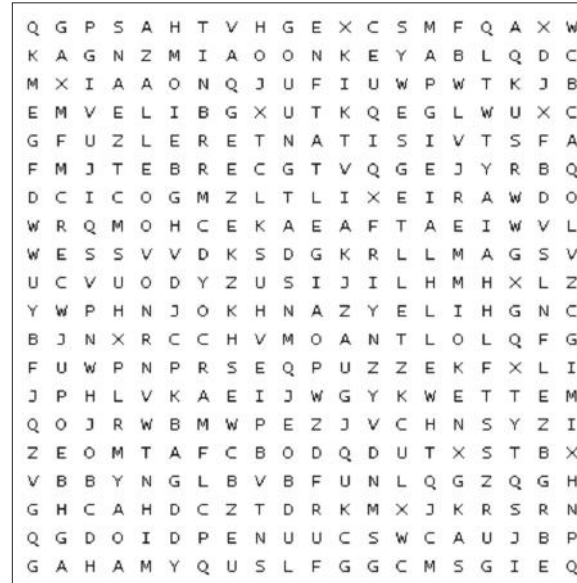 Q G P S A H T V H G E X C S M F Q A X W
K A G N Z M I A O O N K E Y A B L Q D C
M X I A A O N Q J U F I U W P W T K J B
E M V E L I B G X U T K Q E G L W U X C
G F U Z L E R E T N A T I S I V T S F A
F M J T E B R E C G T V Q G E J Y R B Q
D C I C O G M Z L T L I X E I R A W D O
W R Q M O H C E K A E A F T A E I W V L
W E S S V V D K S D G K R L L M A G S V
U C V U O D Y Z U S I J I L H M H X L Z
Y W P H N J O K H N A Z Y E L I H G N C
B J N X R C C H V M O A N T L O L Q F G
F U W P N P R S E Q P U Z Z E K F X L I
J P H L V K A E I J W G Y K W E T T E M
Q O J R W B M W P E Z J V C H N S Y Z I
Z E O M T A F C B O D Q D U T X S T B X
V B B Y N G L B V B F U N L Q G Z Q G H
G H C A H D C Z T D R K M X J K R S R N
Q G D O I D P E N U U C S W C A U J B P
G A H A M Y Q U S L F G G C M S G I E Q